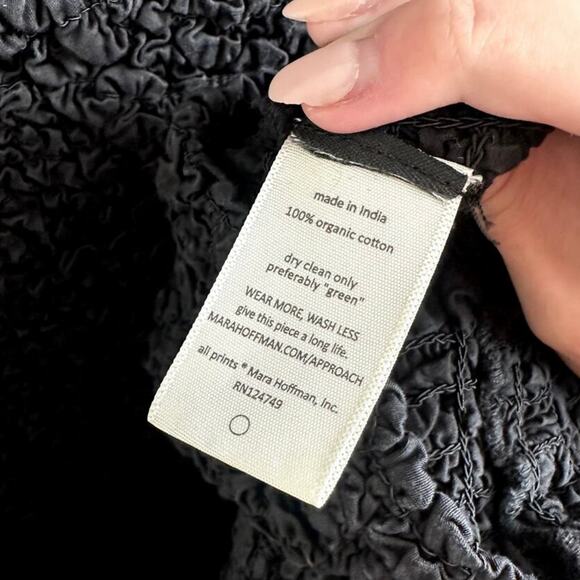 made in India
100% organic cotton
dry clean only
preferably "green"
WEAR MORE, WASH LESS
give this piece a long life.
MARAHOFFMAN.COM/APPROACH
all prints ® Mara Hoffman, Inc.
RN124749